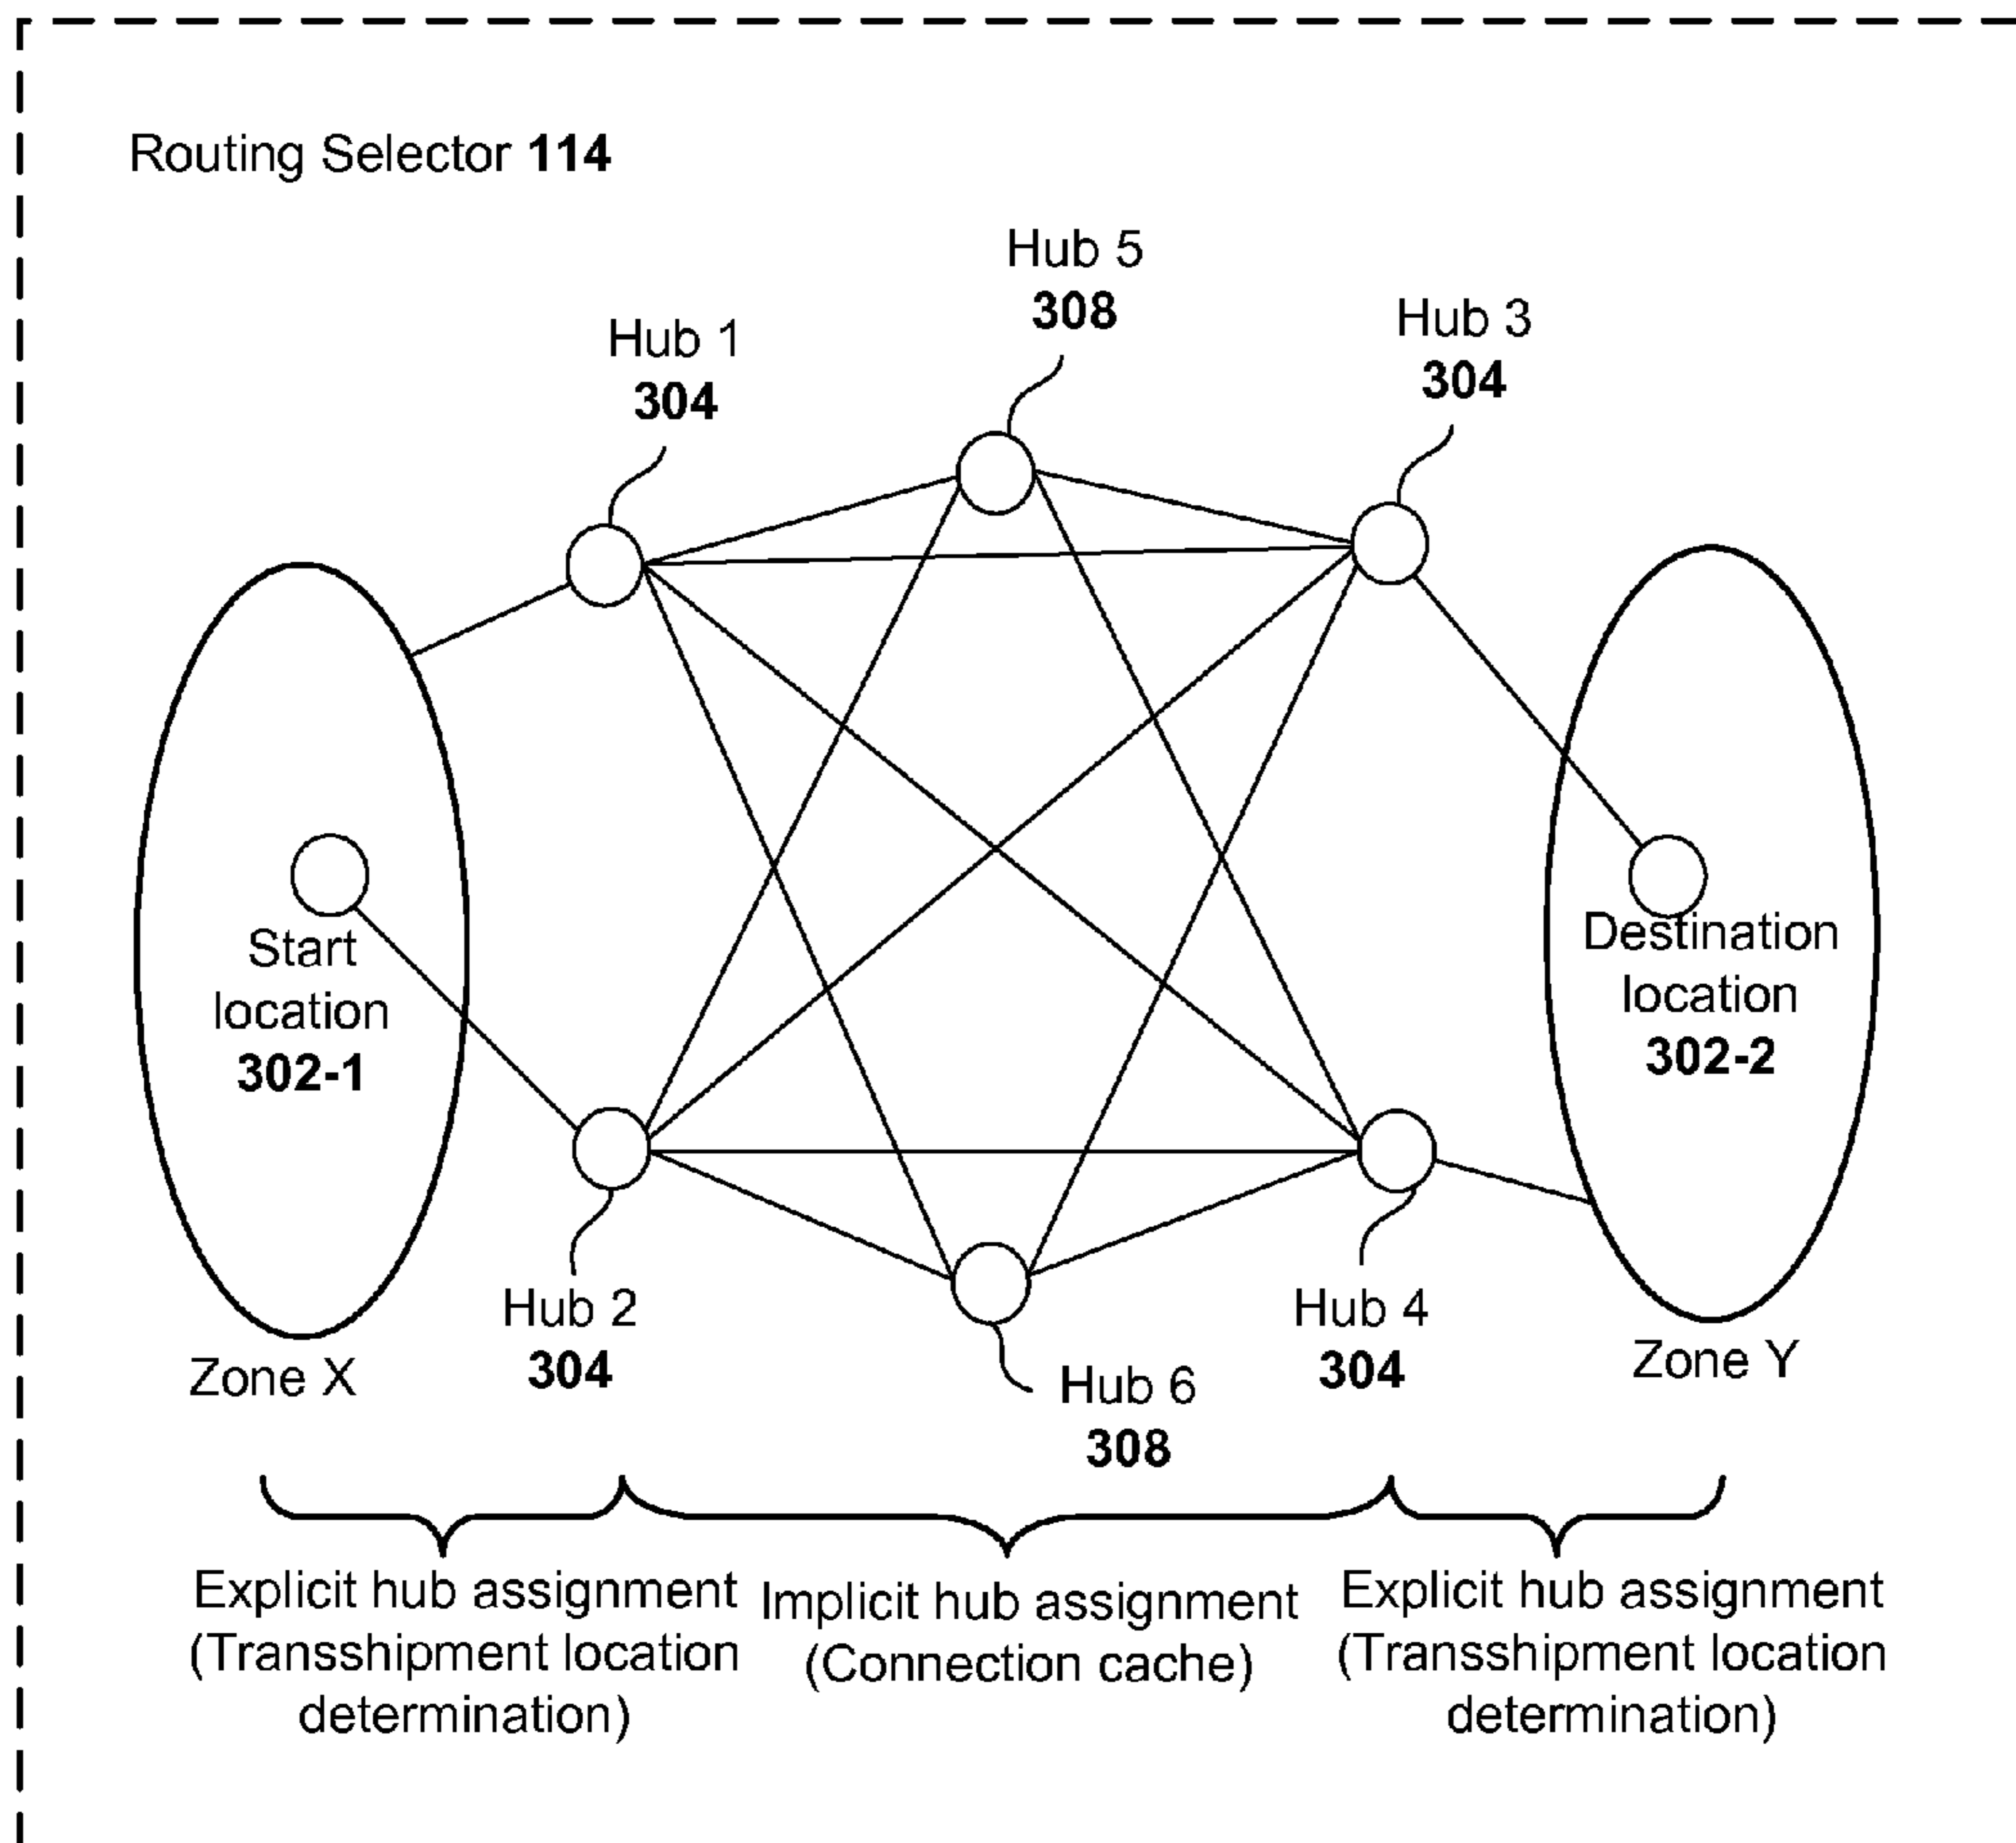 Routing Selector 114
Hub 5
308
Hub 3
304
Hub 1
304
Start
location
302-1
Destination
location
302-2
Hub 2
304
Hub 4
304
Zone X
Zone Y
Hub 6
308
Explicit hub assignment
(Transshipment location
determination)
Implicit hub assignment
(Connection cache)
Explicit hub assignment
(Transshipment location
determination)